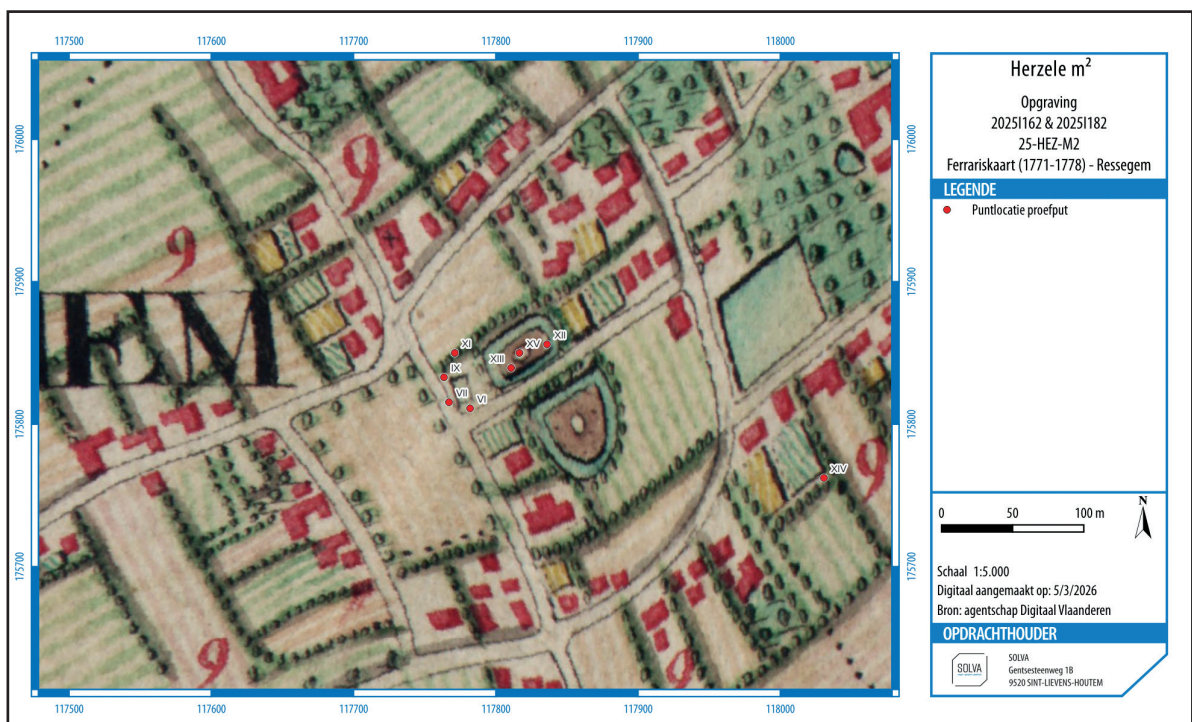 117500 117600 117700 117800 117900 118000
176000 176000
175900 175900
175800 175800
175700 175700
117500 117600 117700 117800 117900 118000
9
9
EM
XI
XII
XV
XIII
IX
VII
VI
XIV
9
9
9
Herzele m²
Opgraving
2025I162 & 2025I182
25-HEZ-M2
Ferrariskaart (1771-1778) - Ressegem
LEGENDE
Puntlocatie proefput
0 50 100 m
N
Schaal 1:5.000
Digitaal aangemaakt op: 5/3/2026
Bron: agentschap Digitaal Vlaanderen
OPDRACHTHOUDER
SOLVA
SOLVA
Gentsesteenweg 1B
9520 SINT-LIEVENS-HOUTEM